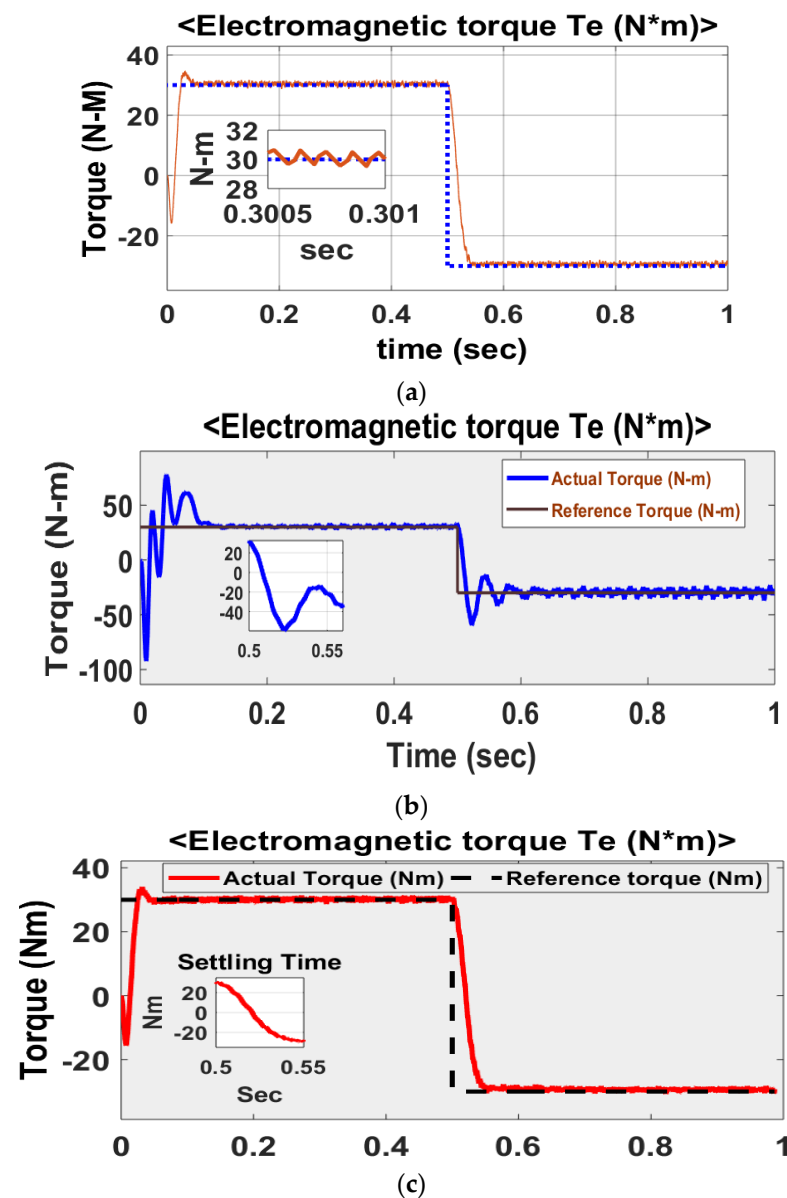 <Electromagnetic torque Te (N*m)>
Torque (N-M)
40
20
0
-20
N-m
32
30
28
0.3005
0.301
sec
0
0.2
0.4
0.6
0.8
1
time (sec)
(a)
<Electromagnetic torque Te (N*m)>
Torque (N-m)
50
0
-50
-100
Actual Torque (N-m)
Reference Torque (N-m)
20
0
-20
-40
0.5
0.55
0
0.2
0.4
0.6
0.8
1
Time (sec)
(b)
<Electromagnetic torque Te (N*m)>
Torque (Nm)
40
20
0
-20
Actual Torque (Nm)
Reference torque (Nm)
Settling Time
Nm
20
0
-20
0.5
0.55
Sec
0
0.2
0.4
0.6
0.8
1
(c)